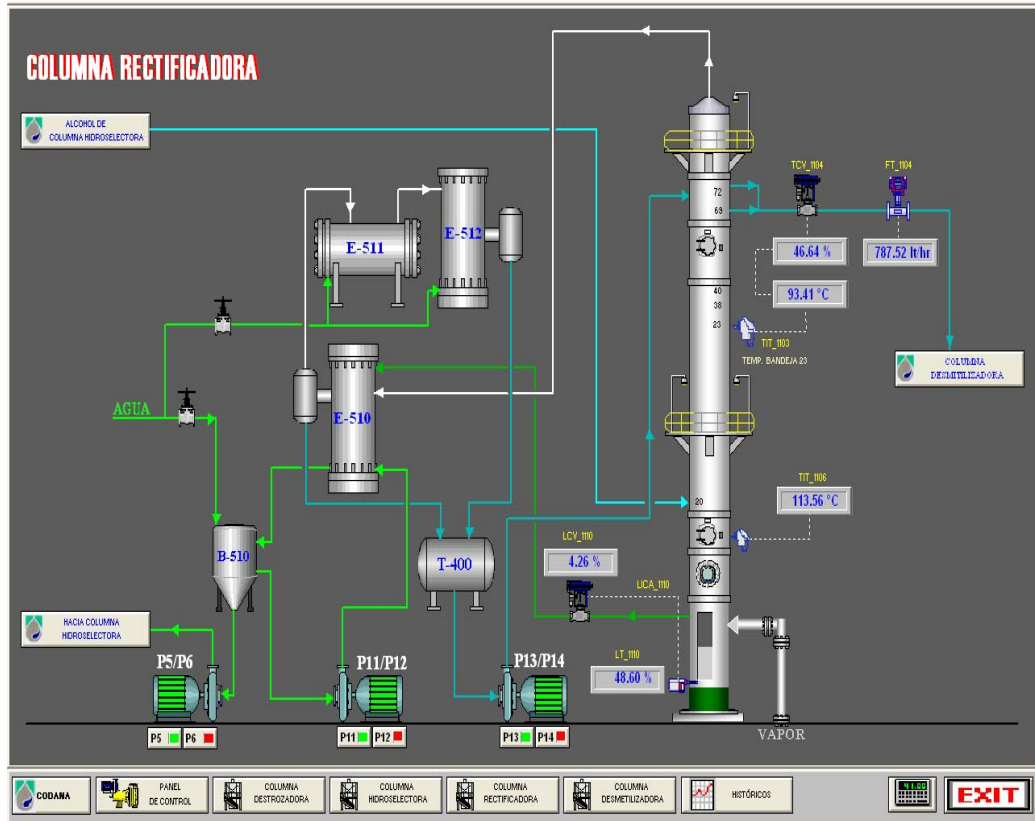 COLUMNA RECTIFICADORA
ALCOHOL DE
COLUMNA HIDROSELECTORA
TCV_1104
FT_1104
72
69
E-511
E-512
46.64 %
787.52 lt/hr
93.41 °C
40
38
23
TIT_1103
TEMP. BANDEJA 23
COLUMNA
DESMITILIZADORA
AGUA
E-510
TIT_1106
113.56 °C
20
B-510
T-400
LCV_1110
4.26 %
LICA_1110
HACIA COLUMNA
HIDROSELECTORA
LT_1110
48.60 %
P5/P6
P11/P12
P13/P14
P5
P6
P11
P12
P13
P14
VAPOR
CODANA
PANEL
DE CONTROL
COLUMNA
DESTROZADORA
COLUMNA
HIDROSELECTORA
COLUMNA
RECTIFICADORA
COLUMNA
DESMETILIZADORA
HISTÓRICOS
EXIT